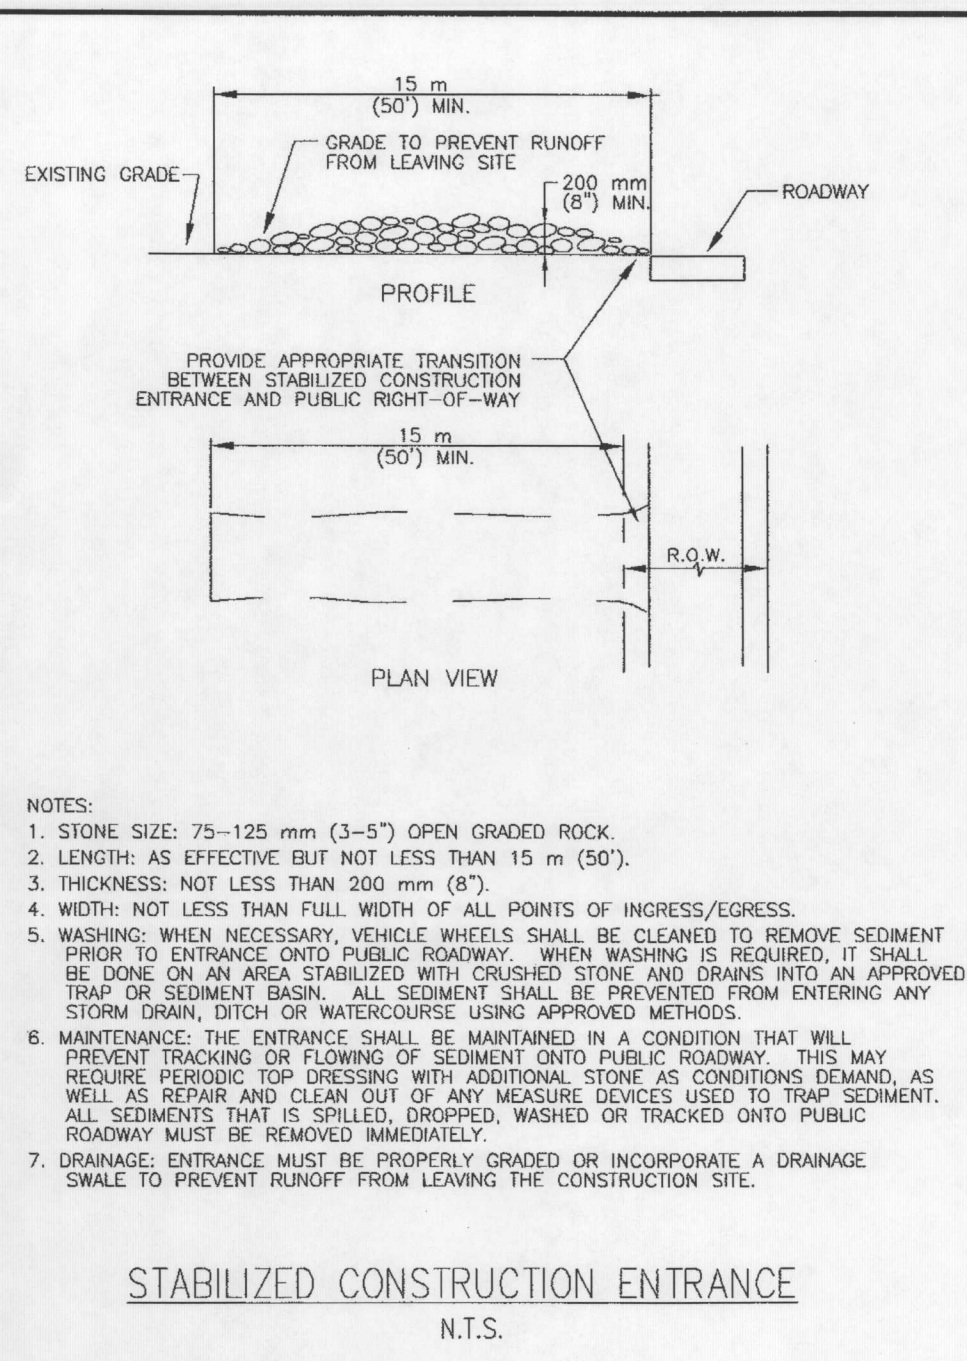 15 m
(50') MIN.
GRADE TO PREVENT RUNOFF
FROM LEAVING SITE
EXISTING GRADE
200 mm
(8") MIN.
ROADWAY
PROFILE
PROVIDE APPROPRIATE TRANSITION
BETWEEN STABILIZED CONSTRUCTION
ENTRANCE AND PUBLIC RIGHT-OF-WAY
15 m
(50') MIN.
R.O.W.
PLAN VIEW
NOTES:
1. STONE SIZE: 75-125 mm (3-5") OPEN GRADED ROCK.
2. LENGTH: AS EFFECTIVE BUT NOT LESS THAN 15 m (50').
3. THICKNESS: NOT LESS THAN 200 mm (8").
4. WIDTH: NOT LESS THAN FULL WIDTH OF ALL POINTS OF INGRESS/EGRESS.
5. WASHING: WHEN NECESSARY, VEHICLE WHEELS SHALL BE CLEANED TO REMOVE SEDIMENT
PRIOR TO ENTRANCE ONTO PUBLIC ROADWAY. WHEN WASHING IS REQUIRED, IT SHALL
BE DONE ON AN AREA STABILIZED WITH CRUSHED STONE AND DRAINS INTO AN APPROVED
TRAP OR SEDIMENT BASIN. ALL SEDIMENT SHALL BE PREVENTED FROM ENTERING ANY
STORM DRAIN, DITCH OR WATERCOURSE USING APPROVED METHODS.
6. MAINTENANCE: THE ENTRANCE SHALL BE MAINTAINED IN A CONDITION THAT WILL
PREVENT TRACKING OR FLOWING OF SEDIMENT ONTO PUBLIC ROADWAY. THIS MAY
REQUIRE PERIODIC TOP DRESSING WITH ADDITIONAL STONE AS CONDITIONS DEMAND, AS
WELL AS REPAIR AND CLEAN OUT OF ANY MEASURE DEVICES USED TO TRAP SEDIMENT.
ALL SEDIMENTS THAT IS SPILLED, DROPPED, WASHED OR TRACKED ONTO PUBLIC
ROADWAY MUST BE REMOVED IMMEDIATELY.
7. DRAINAGE: ENTRANCE MUST BE PROPERLY GRADED OR INCORPORATE A DRAINAGE
SWALE TO PREVENT RUNOFF FROM LEAVING THE CONSTRUCTION SITE.
STABILIZED CONSTRUCTION ENTRANCE
N.T.S.